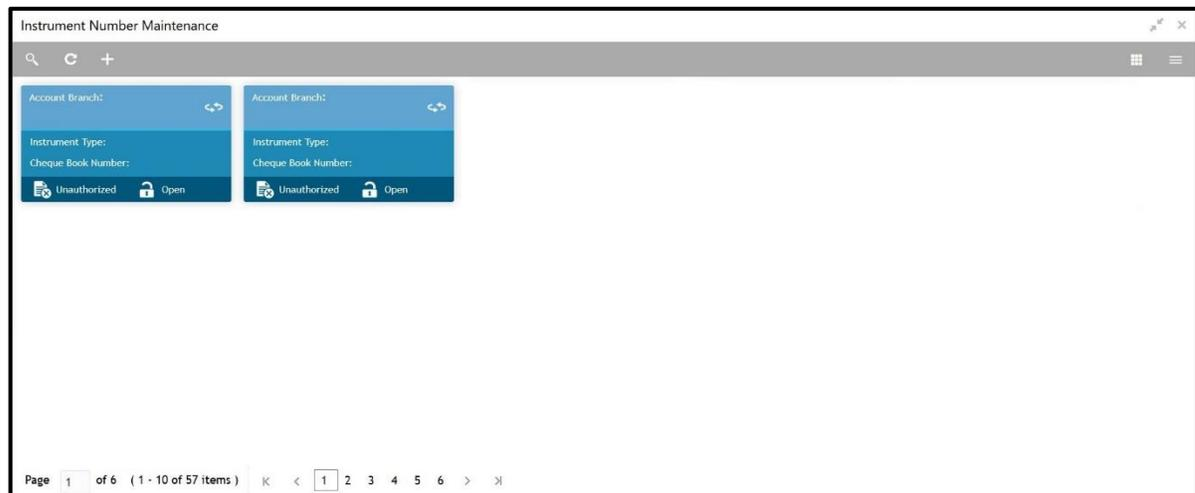 Instrument Number Maintenance
Account Branch: Account Branch:
Instrument Type: Instrument Type:
Cheque Book Number: Cheque Book Number:
Unauthorized Open Unauthorized Open
Page 1 of 6 ( 1 - 10 of 57 items ) 1 2 3 4 5 6